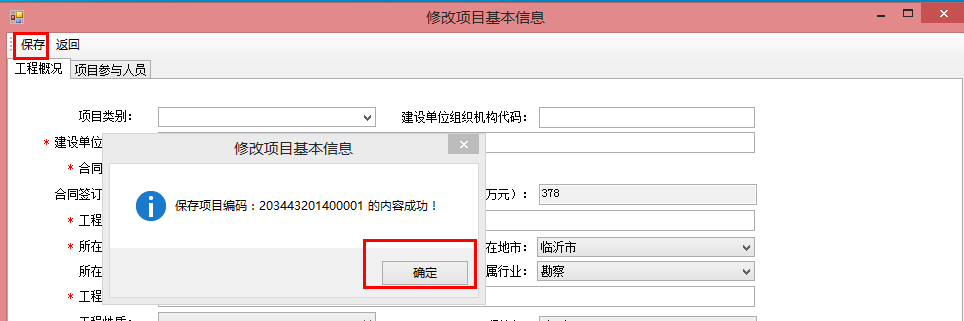 修改项目基本信息
保存 返回
工程概况 项目参与人员
项目类别： 建设单位组织机构代码：
* 建设单位
修改项目基本信息
* 合同
保存项目编码：203443201400001 的内容成功！
合同签订 万元）： 378
* 工程
* 所在 在地市： 临沂市
所在 属行业： 勘察
确定
* 工程